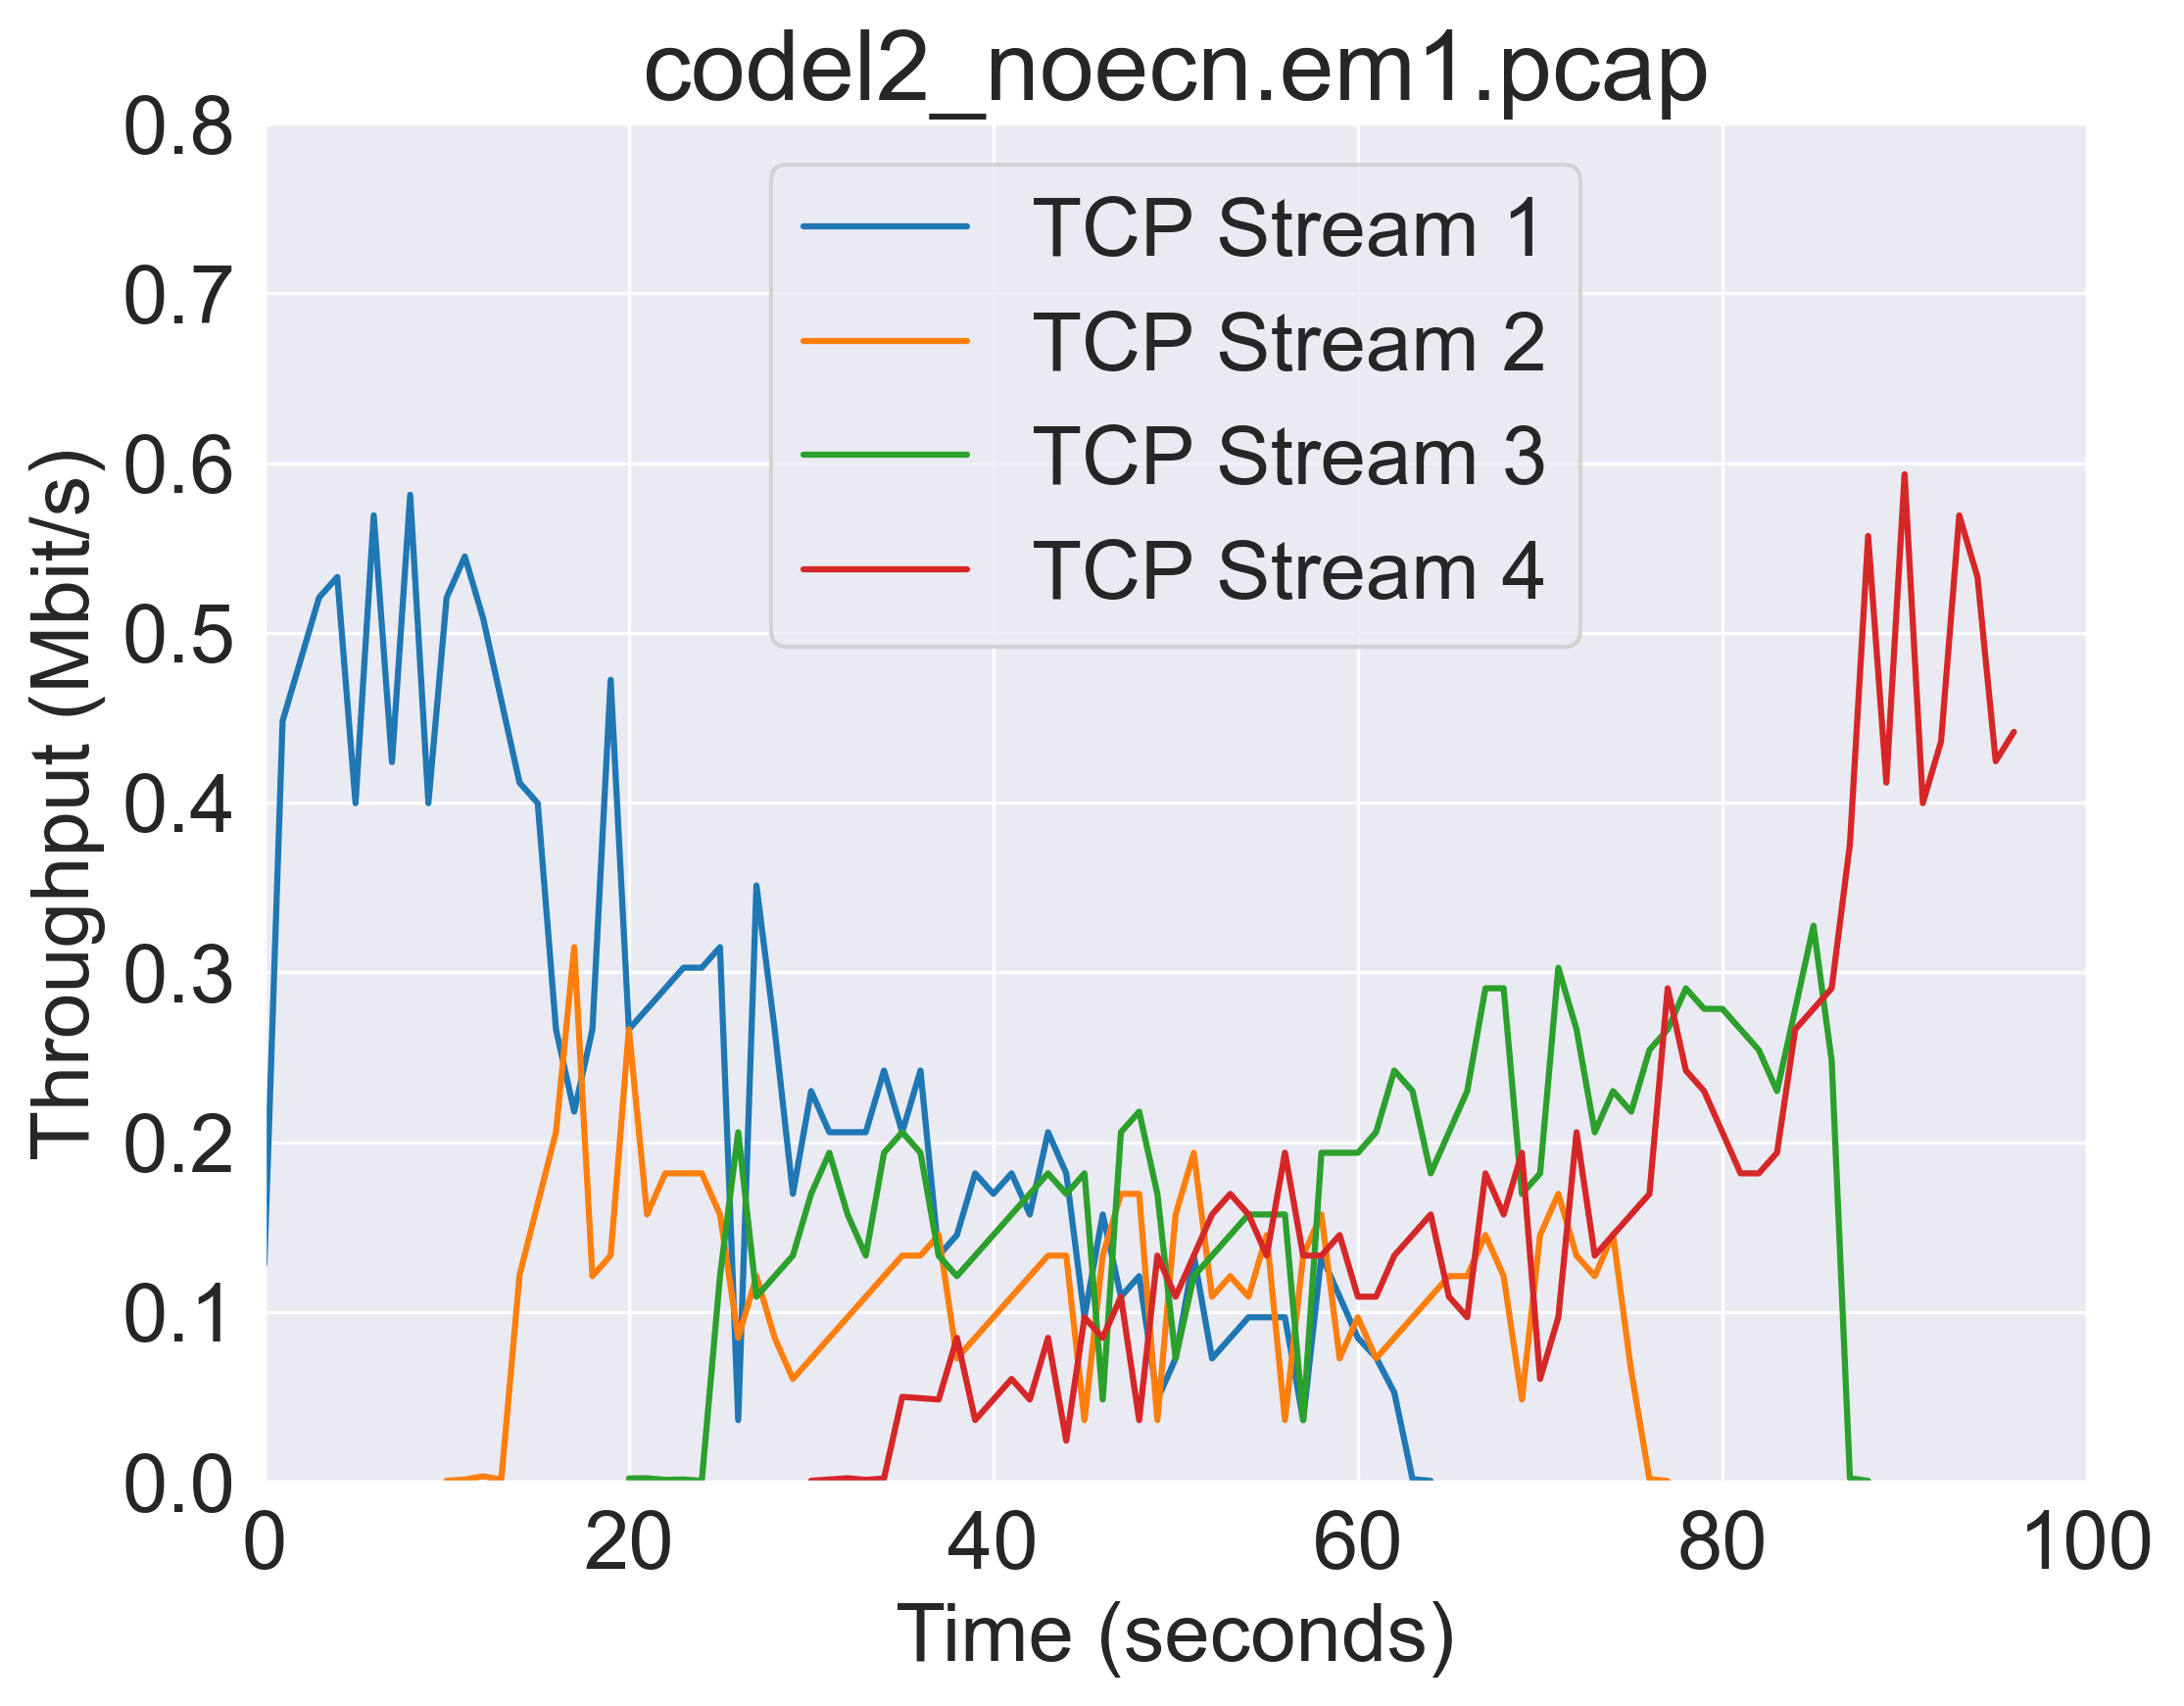 codel2_noecn.em1.pcap
0.8
0.7
0.6
0.5
0.4
0.3
0.2
0.1
0.0
Throughput (Mbit/s)
TCP Stream 1
TCP Stream 2
TCP Stream 3
TCP Stream 4
0 20 40 60 80 100
Time (seconds)